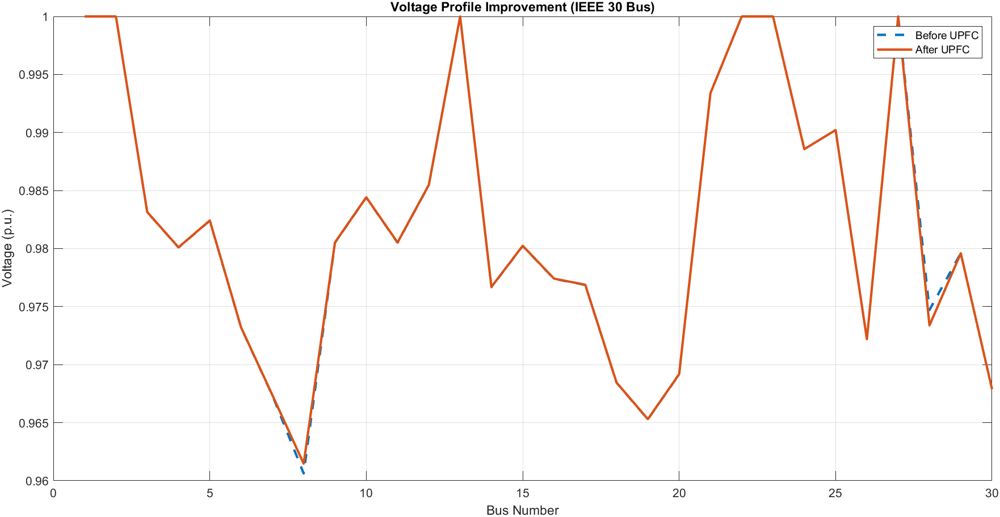 Voltage Profile Improvement (IEEE 30 Bus)
Before UPFC
After UPFC
Voltage (p.u.)
1
0.995
0.99
0.985
0.98
0.975
0.97
0.965
0.96
0 5 10 15 20 25 30
Bus Number